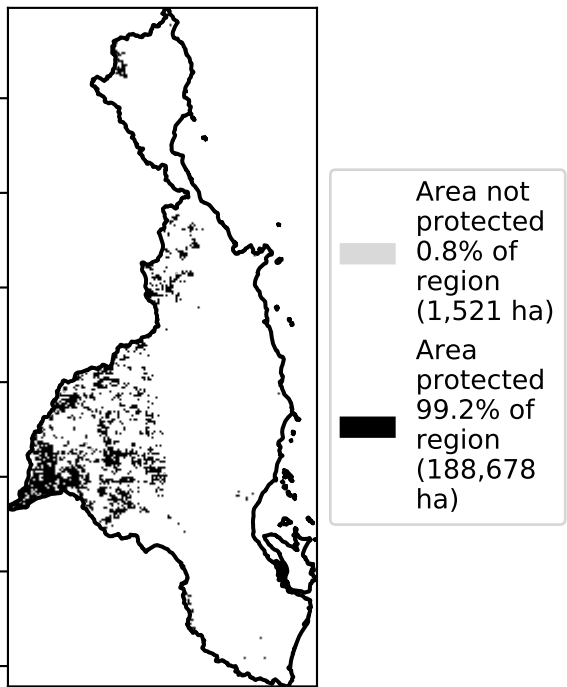 Area not
protected
0.8% of
region
(1,521 ha)
Area
protected
99.2% of
region
(188,678
ha)